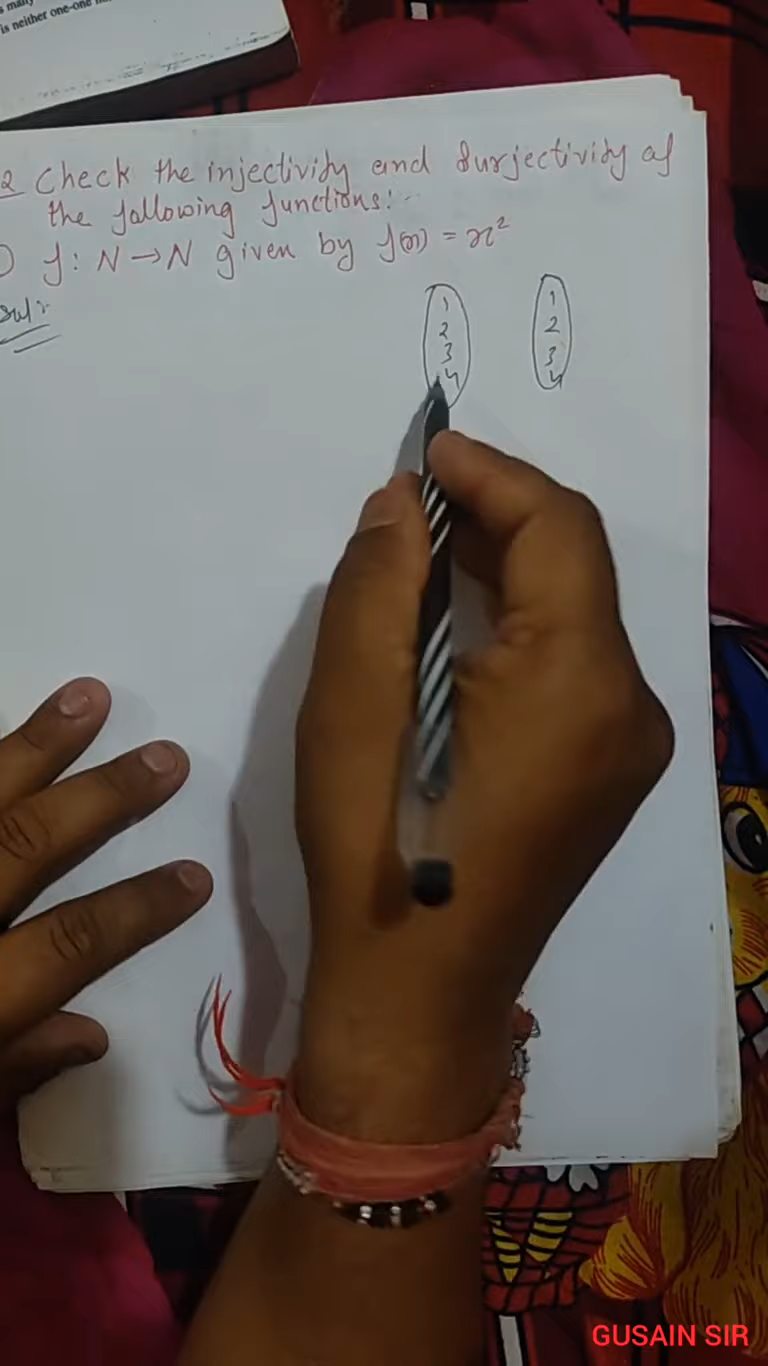 is neither one-one
2 Check the injectivity and Surjectivity of
the following functions:-
f: N → N given by f(x) = x²
Sol:
1 1
2 2
3 3
4 4
GUSAIN SIR